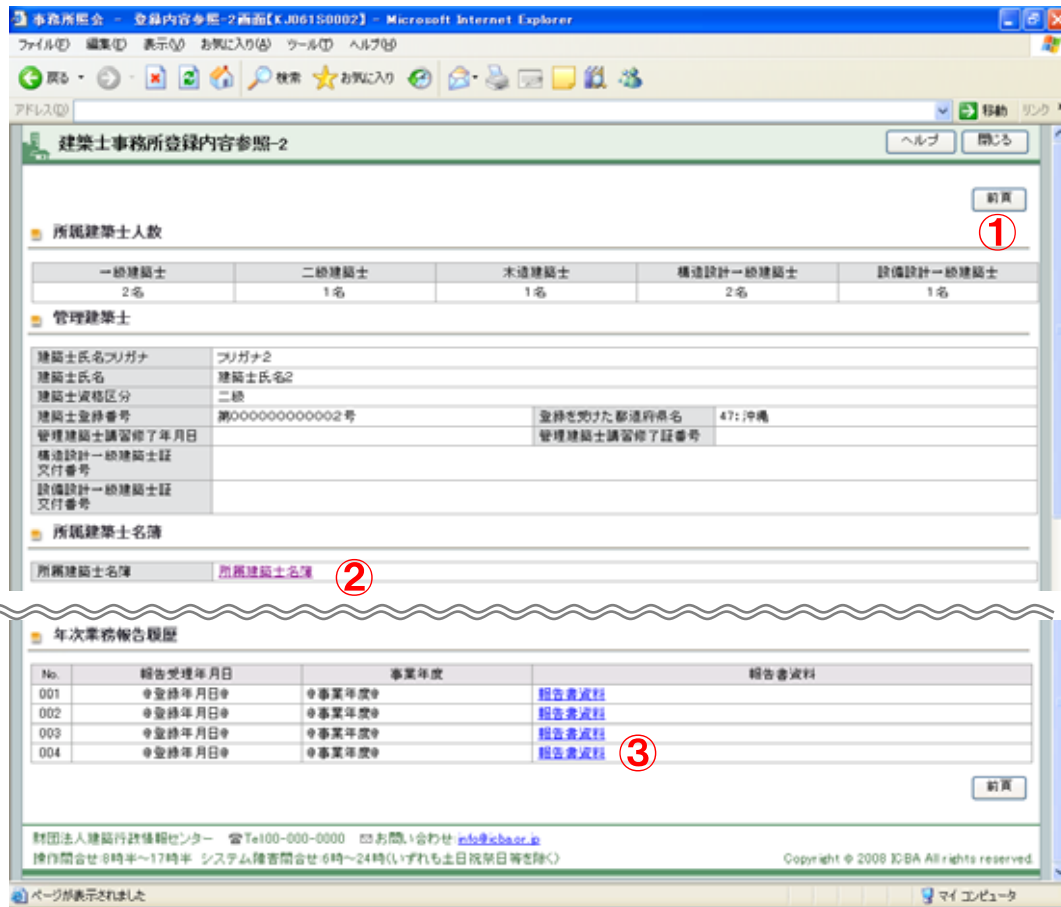 事務所照会 - 登録内容参照-2画面【KJ061S0002】 - Microsoft Internet Explorer
ファイル(F) 編集(E) 表示(V) お気に入り(A) ツール(T) ヘルプ(H)
戻る 検索 お気に入り
アドレス(D) 移動 リンク
建築士事務所登録内容参照-2 ヘルプ 閉じる
前頁
①
所属建築士人数
一級建築士 二級建築士 木造建築士 構造設計一級建築士 設備設計一級建築士
2名 1名 1名 2名 1名
管理建築士
建築士氏名フリガナ フリガナ2
建築士氏名 建築士氏名2
建築士資格区分 二級
建築士登録番号 第000000000002号 登録を受けた都道府県名 47:沖縄
管理建築士講習修了年月日 管理建築士講習修了証番号
構造設計一級建築士証
交付番号
設備設計一級建築士証
交付番号
所属建築士名簿
所属建築士名簿 所属建築士名簿 ②
年次業務報告履歴
No. 報告受理年月日 事業年度 報告書資料
001 @登録年月日@ @事業年度@ 報告書資料
002 @登録年月日@ @事業年度@ 報告書資料
003 @登録年月日@ @事業年度@ 報告書資料
004 @登録年月日@ @事業年度@ 報告書資料 ③
前頁
財団法人建築行政情報センター ☎Tel00-000-0000 ✉お問い合わせ:info@icba.or.jp
操作問合せ:8時半~17時半 システム障害問合せ:6時~24時(いずれも土日祝祭日等を除く) Copyright © 2008 ICBA All rights reserved.
ページが表示されました マイ コンピュータ